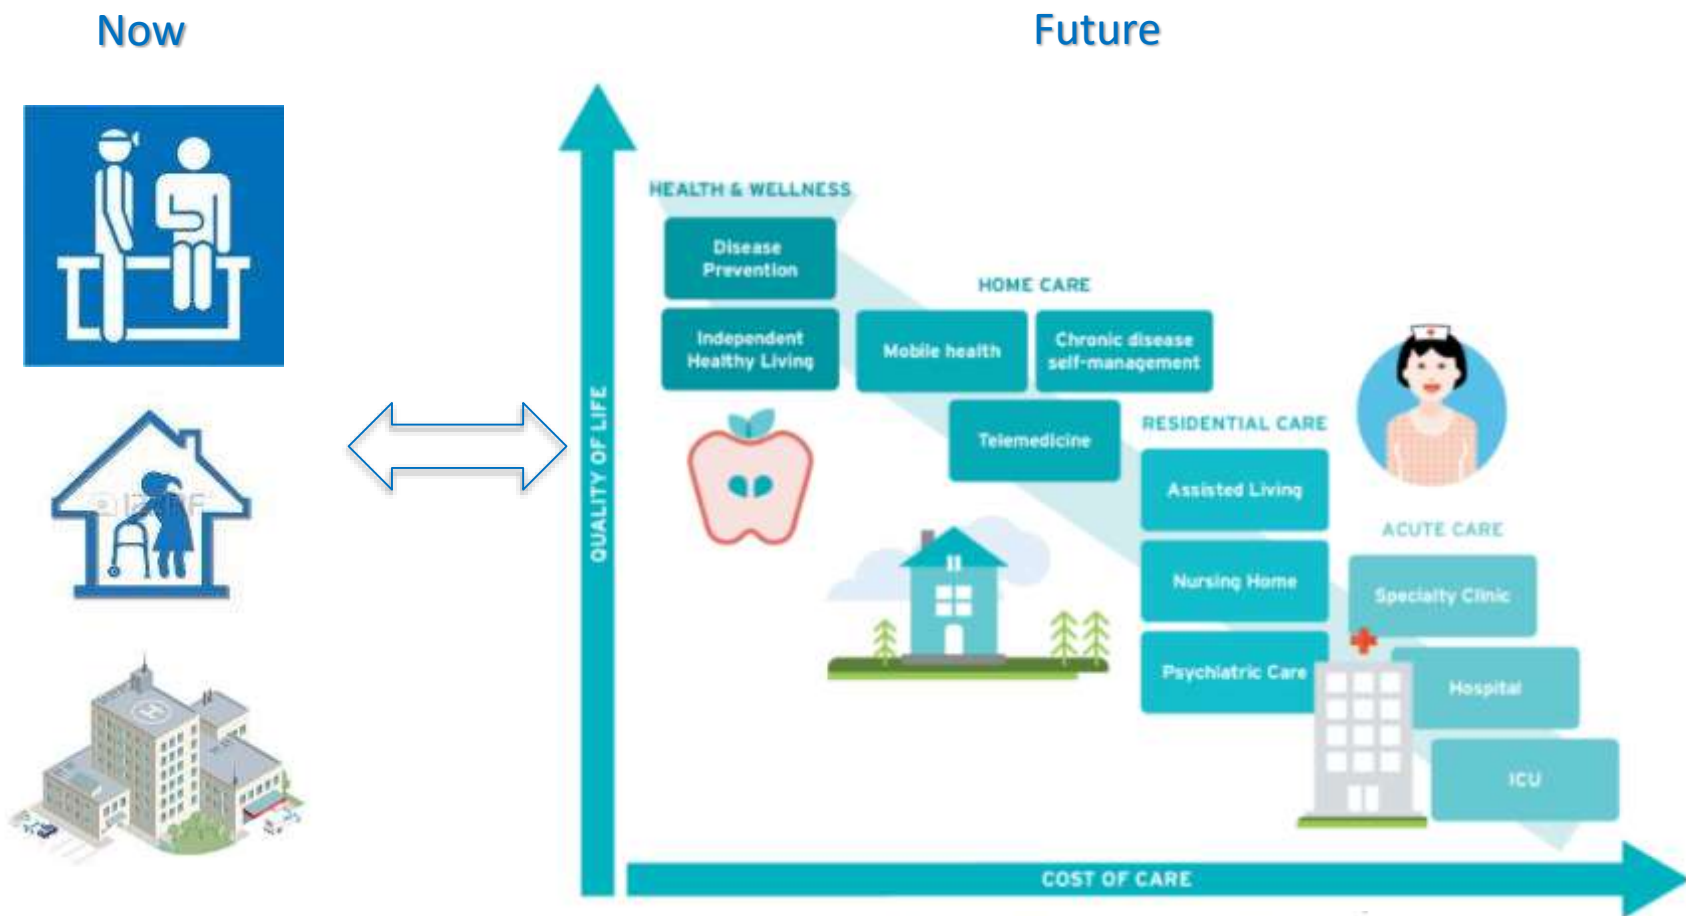 Now
Future
HEALTH & WELLNESS
Disease
Prevention
Independent
Healthy Living
HOME CARE
Mobile health
Chronic disease
self-management
Telemedicine
RESIDENTIAL CARE
Assisted Living
Nursing Home
Psychiatric Care
ACUTE CARE
Specialty Clinic
Hospital
ICU
QUALITY OF LIFE
COST OF CARE
H